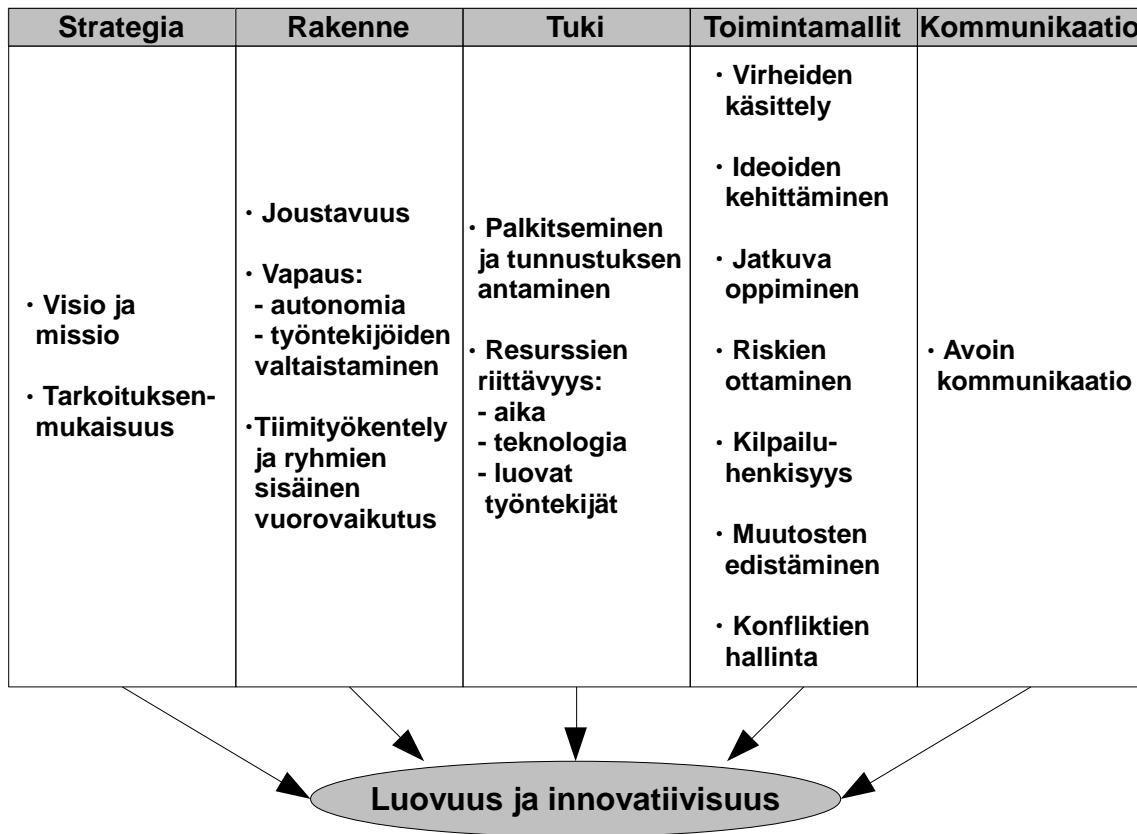 Strategia
Rakenne
Tuki
Toimintamallit
Kommunikaatio
· Visio ja
missio
· Tarkoituksen-
mukaisuus
· Joustavuus
· Vapaus:
- autonomia
- työntekijöiden
valtaistaminen
·Tiimityökentely
ja ryhmien
sisäinen
vuorovaikutus
· Palkitseminen
ja tunnustuksen
antaminen
· Resurssien
riittävyys:
- aika
- teknologia
- luovat
työntekijät
· Virheiden
käsittely
· Ideoiden
kehittäminen
· Jatkuva
oppiminen
· Riskien
ottaminen
· Kilpailu-
henkisyys
· Muutosten
edistäminen
· Konfliktien
hallinta
· Avoin
kommunikaatio
Luovuus ja innovatiivisuus